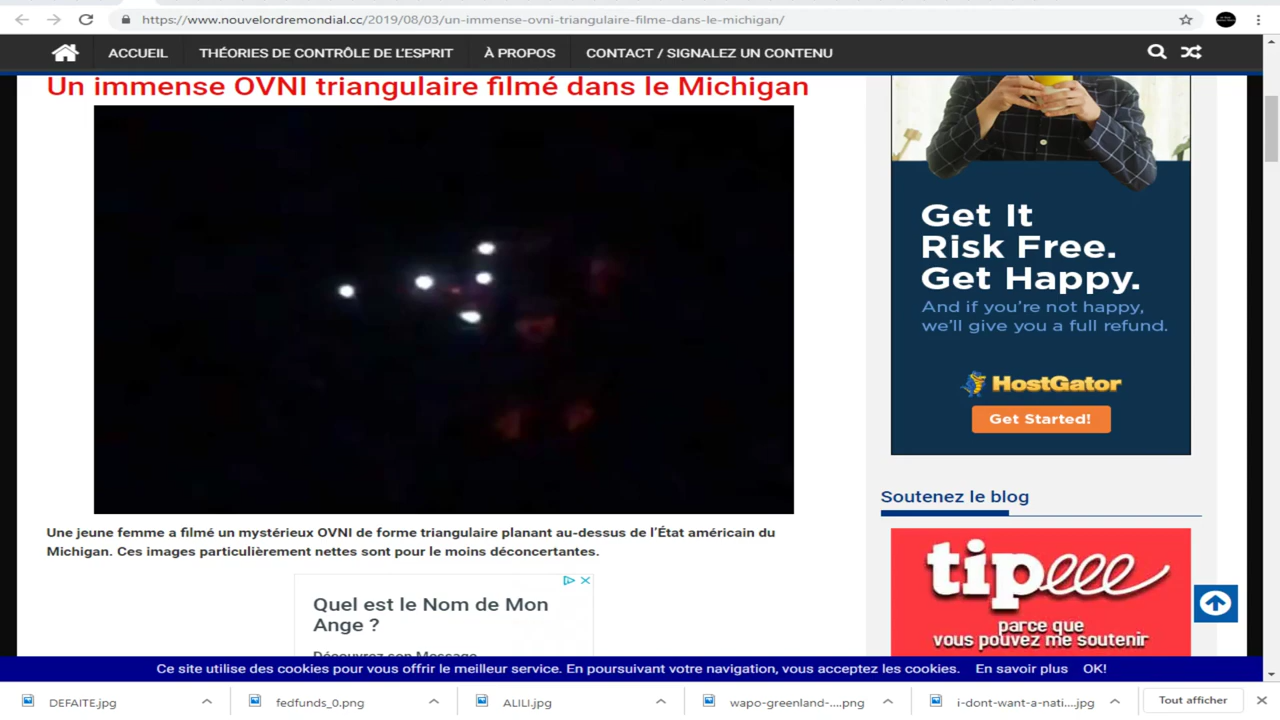 https://www.nouvelordremondial.cc/2019/08/03/un-immense-ovni-triangulaire-filme-dans-le-michigan/
ACCUEIL THÉORIES DE CONTRÔLE DE L'ESPRIT À PROPOS CONTACT / SIGNALEZ UN CONTENU
Un immense OVNI triangulaire filmé dans le Michigan
Une jeune femme a filmé un mystérieux OVNI de forme triangulaire planant au-dessus de l'État américain du
Michigan. Ces images particulièrement nettes sont pour le moins déconcertantes.
Quel est le Nom de Mon
Ange ?
Découvrez son Message
Get It
Risk Free.
Get Happy.
And if you're not happy,
we'll give you a full refund.
HostGator
Get Started!
Soutenez le blog
tipeee
parce que
vous pouvez me soutenir
Ce site utilise des cookies pour vous offrir le meilleur service. En poursuivant votre navigation, vous acceptez les cookies. En savoir plus OK!
DEFAITE.jpg fedfunds_0.png ALILI.jpg wapo-greenland-....png i-dont-want-a-nati....jpg Tout afficher